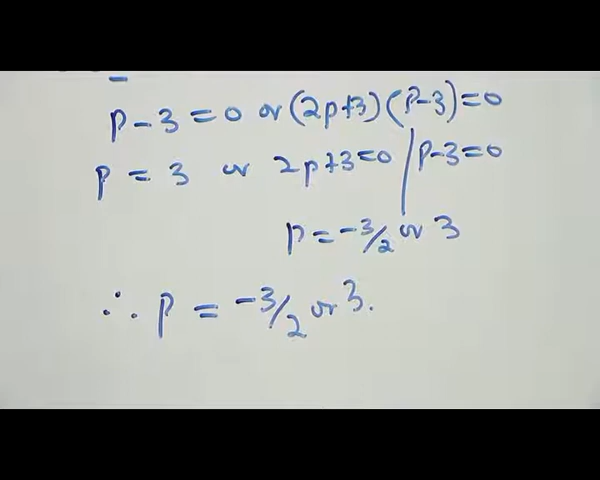 p - 3 = 0 or (2p+3)(p-3) = 0
p = 3 or 2p+3=0 / p-3=0
p = -3/2 or 3
∴ p = -3/2 or 3.